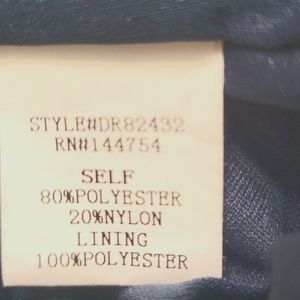 STYLE#DR82432
RN#144754
SELF
80%POLYESTER
20%NYLON
LINING
100%POLYESTER